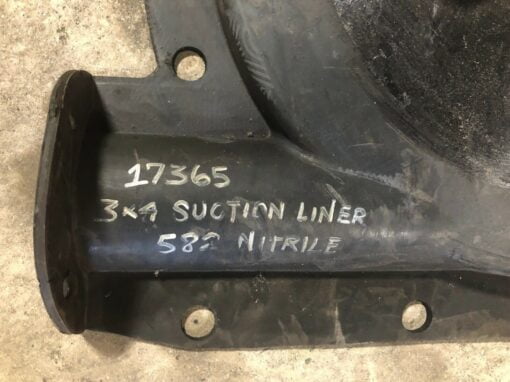 17365
3x4 SUCTION LINER
582 NITRILE